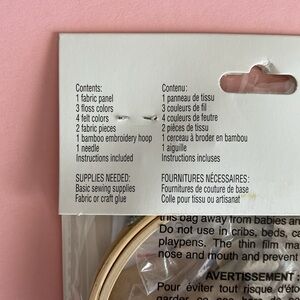 Contents:
1 fabric panel
3 floss colors
4 felt colors
2 fabric pieces
1 bamboo embroidery hoop
1 needle
Instructions included
SUPPLIES NEEDED:
Basic sewing supplies
Fabric or craft glue
Contenu :
1 panneau de tissu
3 couleurs de fil
4 couleurs de feutre
2 pièces de tissu
1 cerceau à broder en bambou
1 aiguille
Instructions incluses
FOURNITURES NÉCESSAIRES :
Fournitures de couture de base
Colle pour tissu ou artisanat
this bag away from babies an
Do not use in cribs, beds, ca
playpens. The thin film ma
nose and mouth and prevent
AVERTISSEMENT :
Pour éviter tout risque d'éto